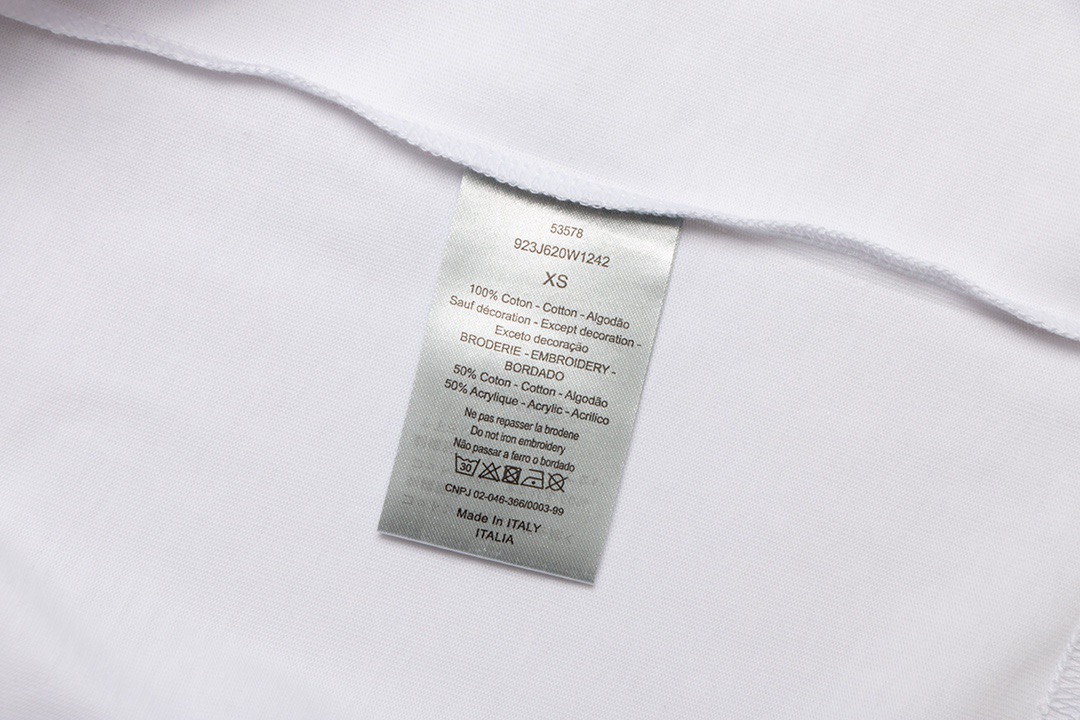 53578
923J620W1242
XS
100% Coton - Cotton - Algodão
Sauf décoration - Except decoration -
Exceto decoração
BRODERIE - EMBROIDERY -
BORDADO
50% Coton - Cotton - Algodão
50% Acrylique - Acrylic - Acrilico
Ne pas repasser la brodene
Do not iron embroidery
Não passar a ferro o bordado
30
CNPJ 02-046-366/0003-99
Made In ITALY
ITALIA